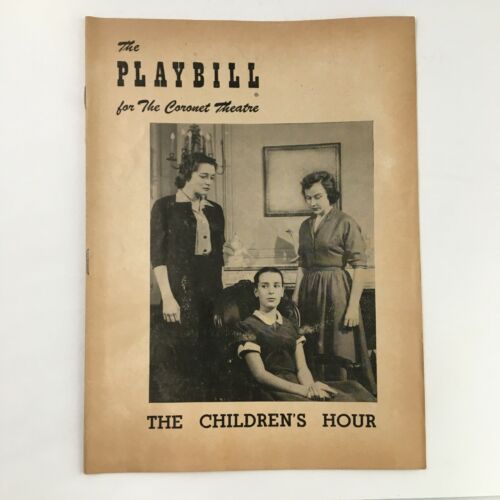 The
PLAYBILL
®
for The Coronet Theatre
THE CHILDREN'S HOUR